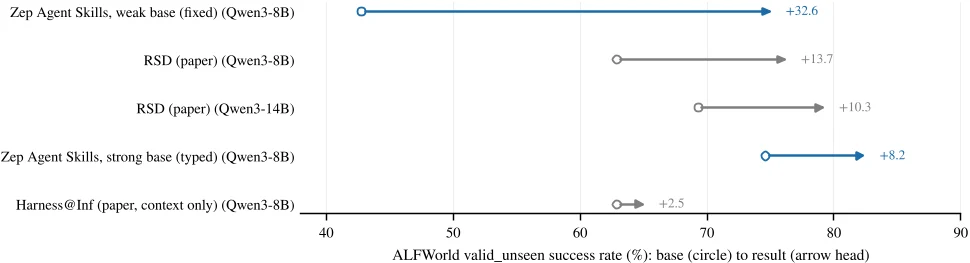 Zep Agent Skills, weak base (fixed) (Qwen3-8B) +32.6
RSD (paper) (Qwen3-8B) +13.7
RSD (paper) (Qwen3-14B) +10.3
Zep Agent Skills, strong base (typed) (Qwen3-8B) +8.2
Harness@Inf (paper, context only) (Qwen3-8B) +2.5
40 50 60 70 80 90
ALFWorld valid_unseen success rate (%): base (circle) to result (arrow head)